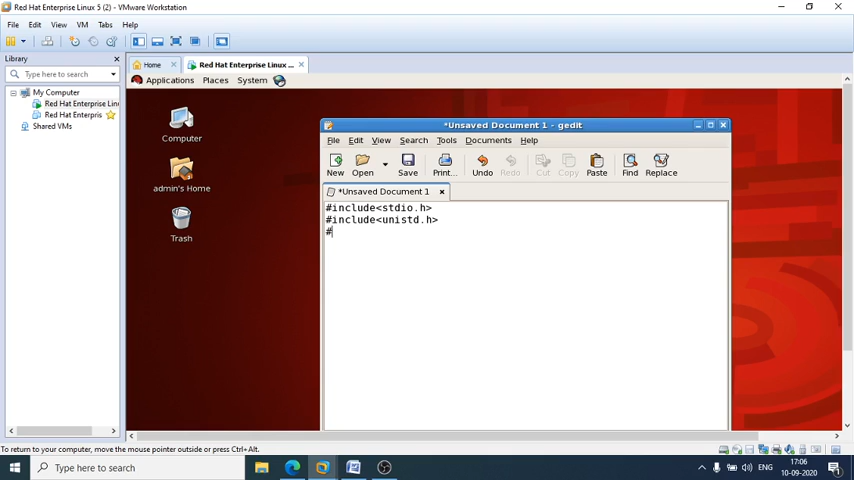 Red Hat Enterprise Linux 5 (2) - VMware Workstation
File Edit View VM Tabs Help
Library
Type here to search
My Computer
Red Hat Enterprise Lin
Red Hat Enterpris
Shared VMs
Home
Red Hat Enterprise Linux ...
Applications Places System
Computer
admin's Home
Trash
*Unsaved Document 1 - gedit
File Edit View Search Tools Documents Help
New Open Save Print... Undo Redo Cut Copy Paste Find Replace
*Unsaved Document 1
#include<stdio.h>
#include<unistd.h>
#
To return to your computer, move the mouse pointer outside or press Ctrl+Alt.
Type here to search
ENG
17:06
10-09-2020
1